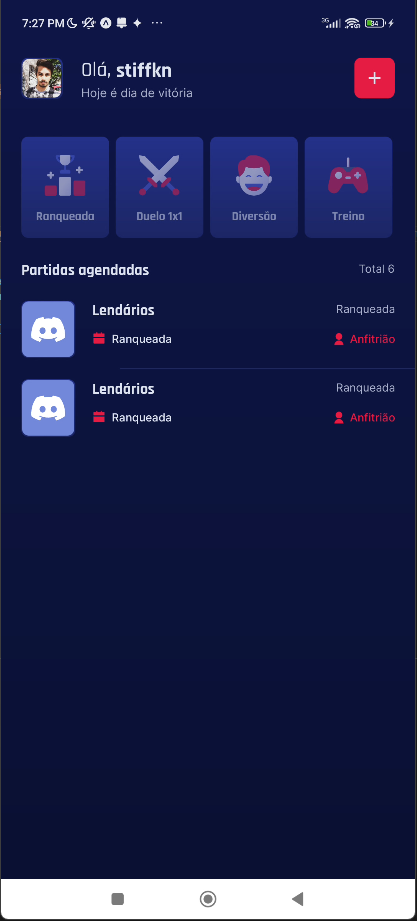 7:27 PM
3G
84
Olá, stiffkn
Hoje é dia de vitória
+
Ranqueada Duelo 1x1 Diversão Treino
Partidas agendadas Total 6
Lendários Ranqueada
Ranqueada Anfitrião
Lendários Ranqueada
Ranqueada Anfitrião